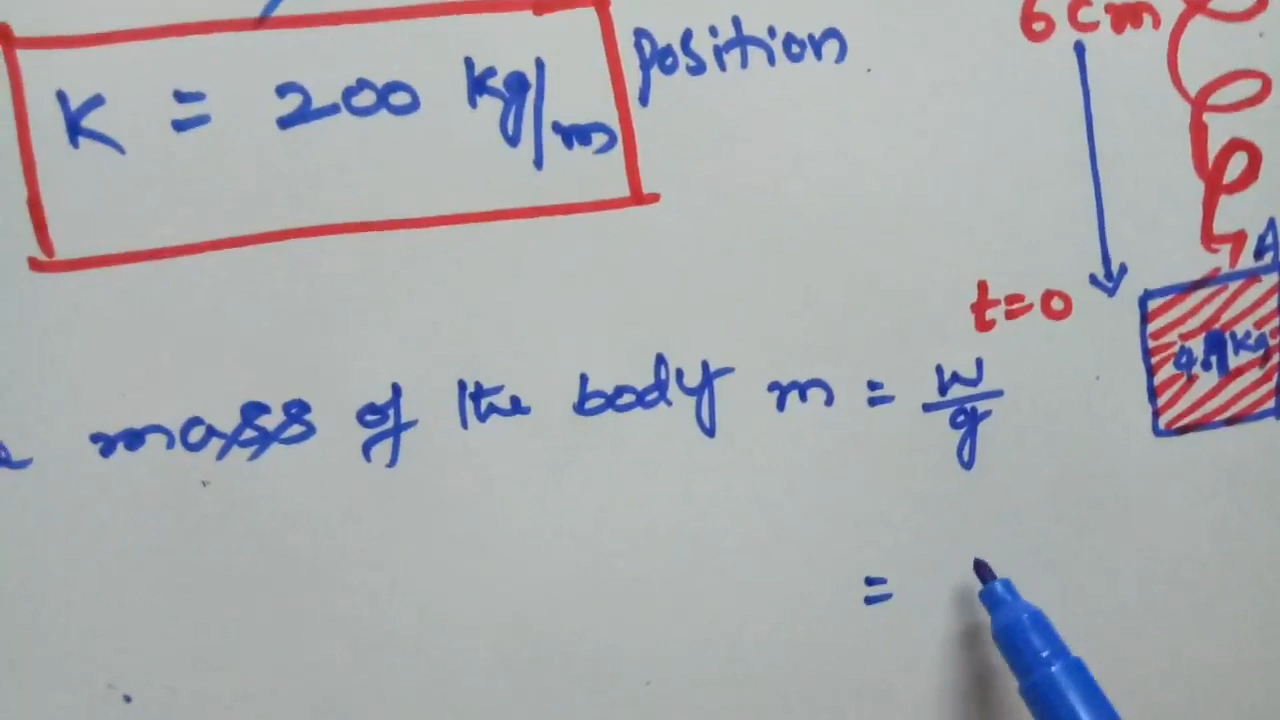 K = 200 kg/m
position
6cm
A
t=0
mass of the body m = W/g
=